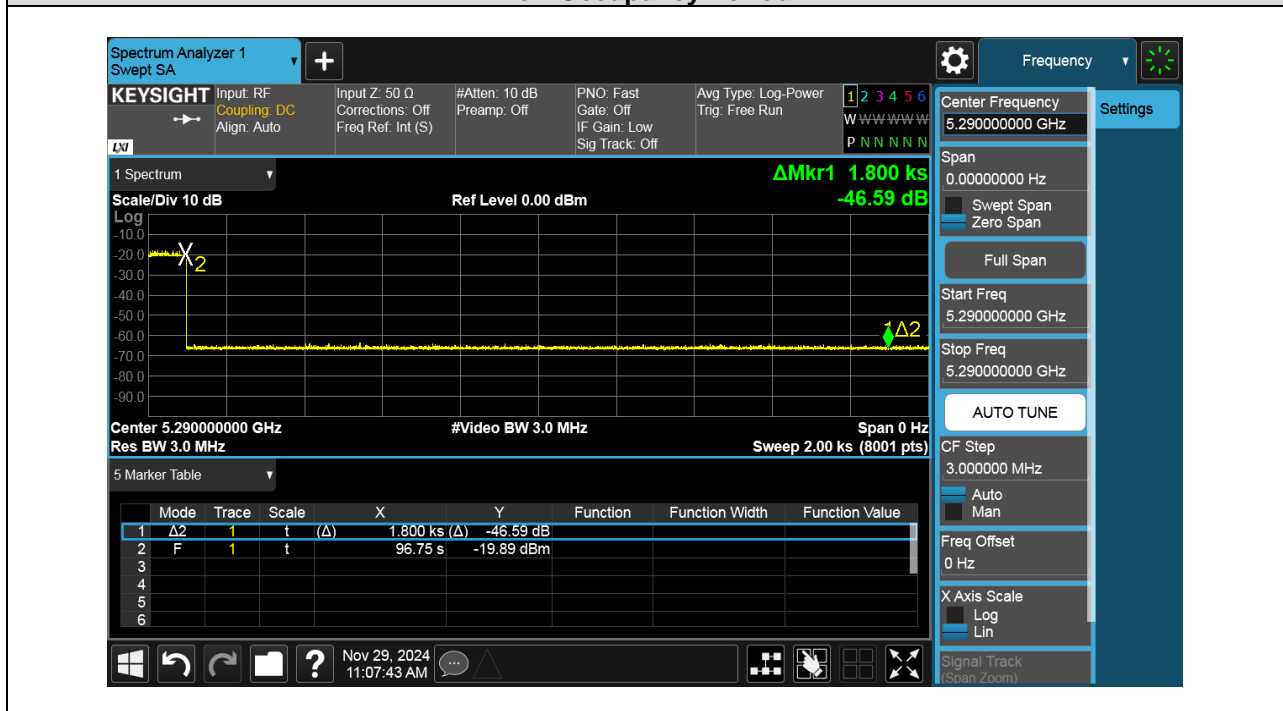 Spectrum Analyzer 1
Swept SA
Frequency
KEYSIGHT
LXI
Input: RF
Coupling: DC
Align: Auto
Input Z: 50 Ω
Corrections: Off
Freq Ref: Int (S)
#Atten: 10 dB
Preamp: Off
PNO: Fast
Gate: Off
IF Gain: Low
Sig Track: Off
Avg Type: Log-Power
Trig: Free Run
1 2 3 4 5 6
W W W W W W
P N N N N N
1 Spectrum
ΔMkr1 1.800 ks
Scale/Div 10 dB
Ref Level 0.00 dBm
-46.59 dB
Log
-10.0
-20.0
-30.0
-40.0
-50.0
-60.0
-70.0
-80.0
-90.0
X2
1Δ2
Center 5.290000000 GHz
#Video BW 3.0 MHz
Span 0 Hz
Res BW 3.0 MHz
Sweep 2.00 ks (8001 pts)
5 Marker Table
Mode Trace Scale X Y Function Function Width Function Value
1 Δ2 1 t (Δ) 1.800 ks (Δ) -46.59 dB
2 F 1 t 96.75 s -19.89 dBm
3
4
5
6
?
Nov 29, 2024
11:07:43 AM
Center Frequency
5.290000000 GHz
Settings
Span
0.00000000 Hz
Swept Span
Zero Span
Full Span
Start Freq
5.290000000 GHz
Stop Freq
5.290000000 GHz
AUTO TUNE
CF Step
3.000000 MHz
Auto
Man
Freq Offset
0 Hz
X Axis Scale
Log
Lin
Signal Track
(Span Zoom)